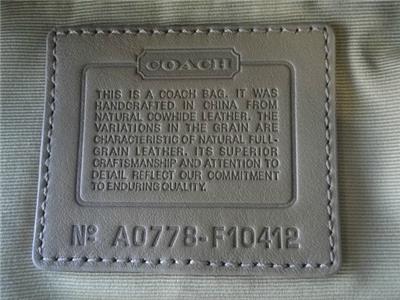 COACH
THIS IS A COACH BAG. IT WAS
HANDCRAFTED IN CHINA FROM
NATURAL COWHIDE LEATHER. THE
VARIATIONS IN THE GRAIN ARE
CHARACTERISTIC OF NATURAL FULL-
GRAIN LEATHER. ITS SUPERIOR
CRAFTSMANSHIP AND ATTENTION TO
DETAIL REFLECT OUR COMMITMENT
TO ENDURING QUALITY.
Nº A0778-F10412